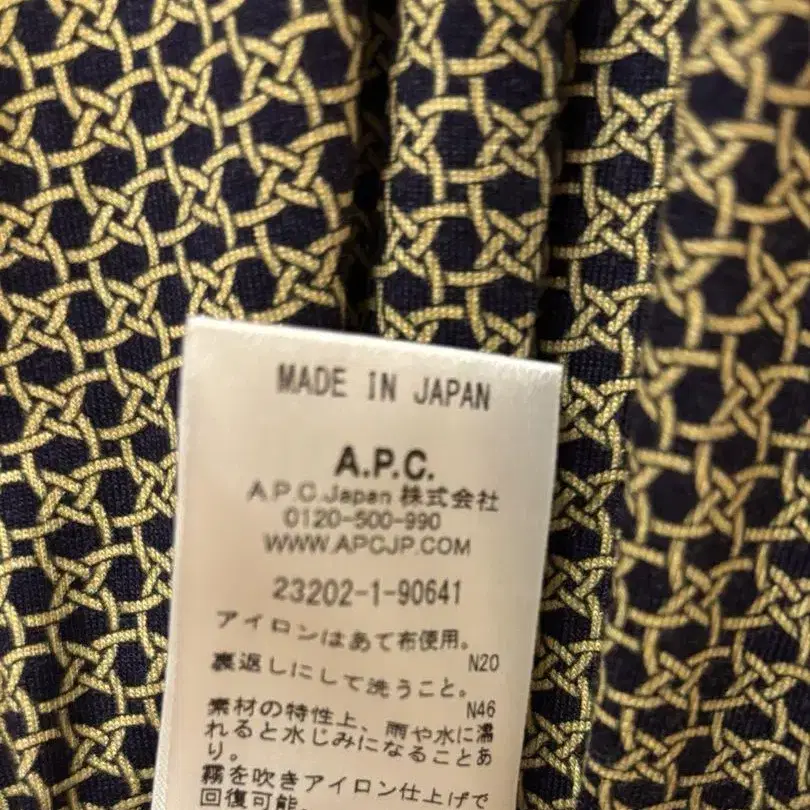 MADE IN JAPAN
A.P.C.
A.P.C.Japan 株式会社
0120-500-990
WWW.APCJP.COM
23202-1-90641
アイロンはあて布使用。
N20
裏返しにして洗うこと。
N46
素材の特性上、雨や水に濡
れると水じみになることあ
り。
霧を吹きアイロン仕上げで
回復可能。